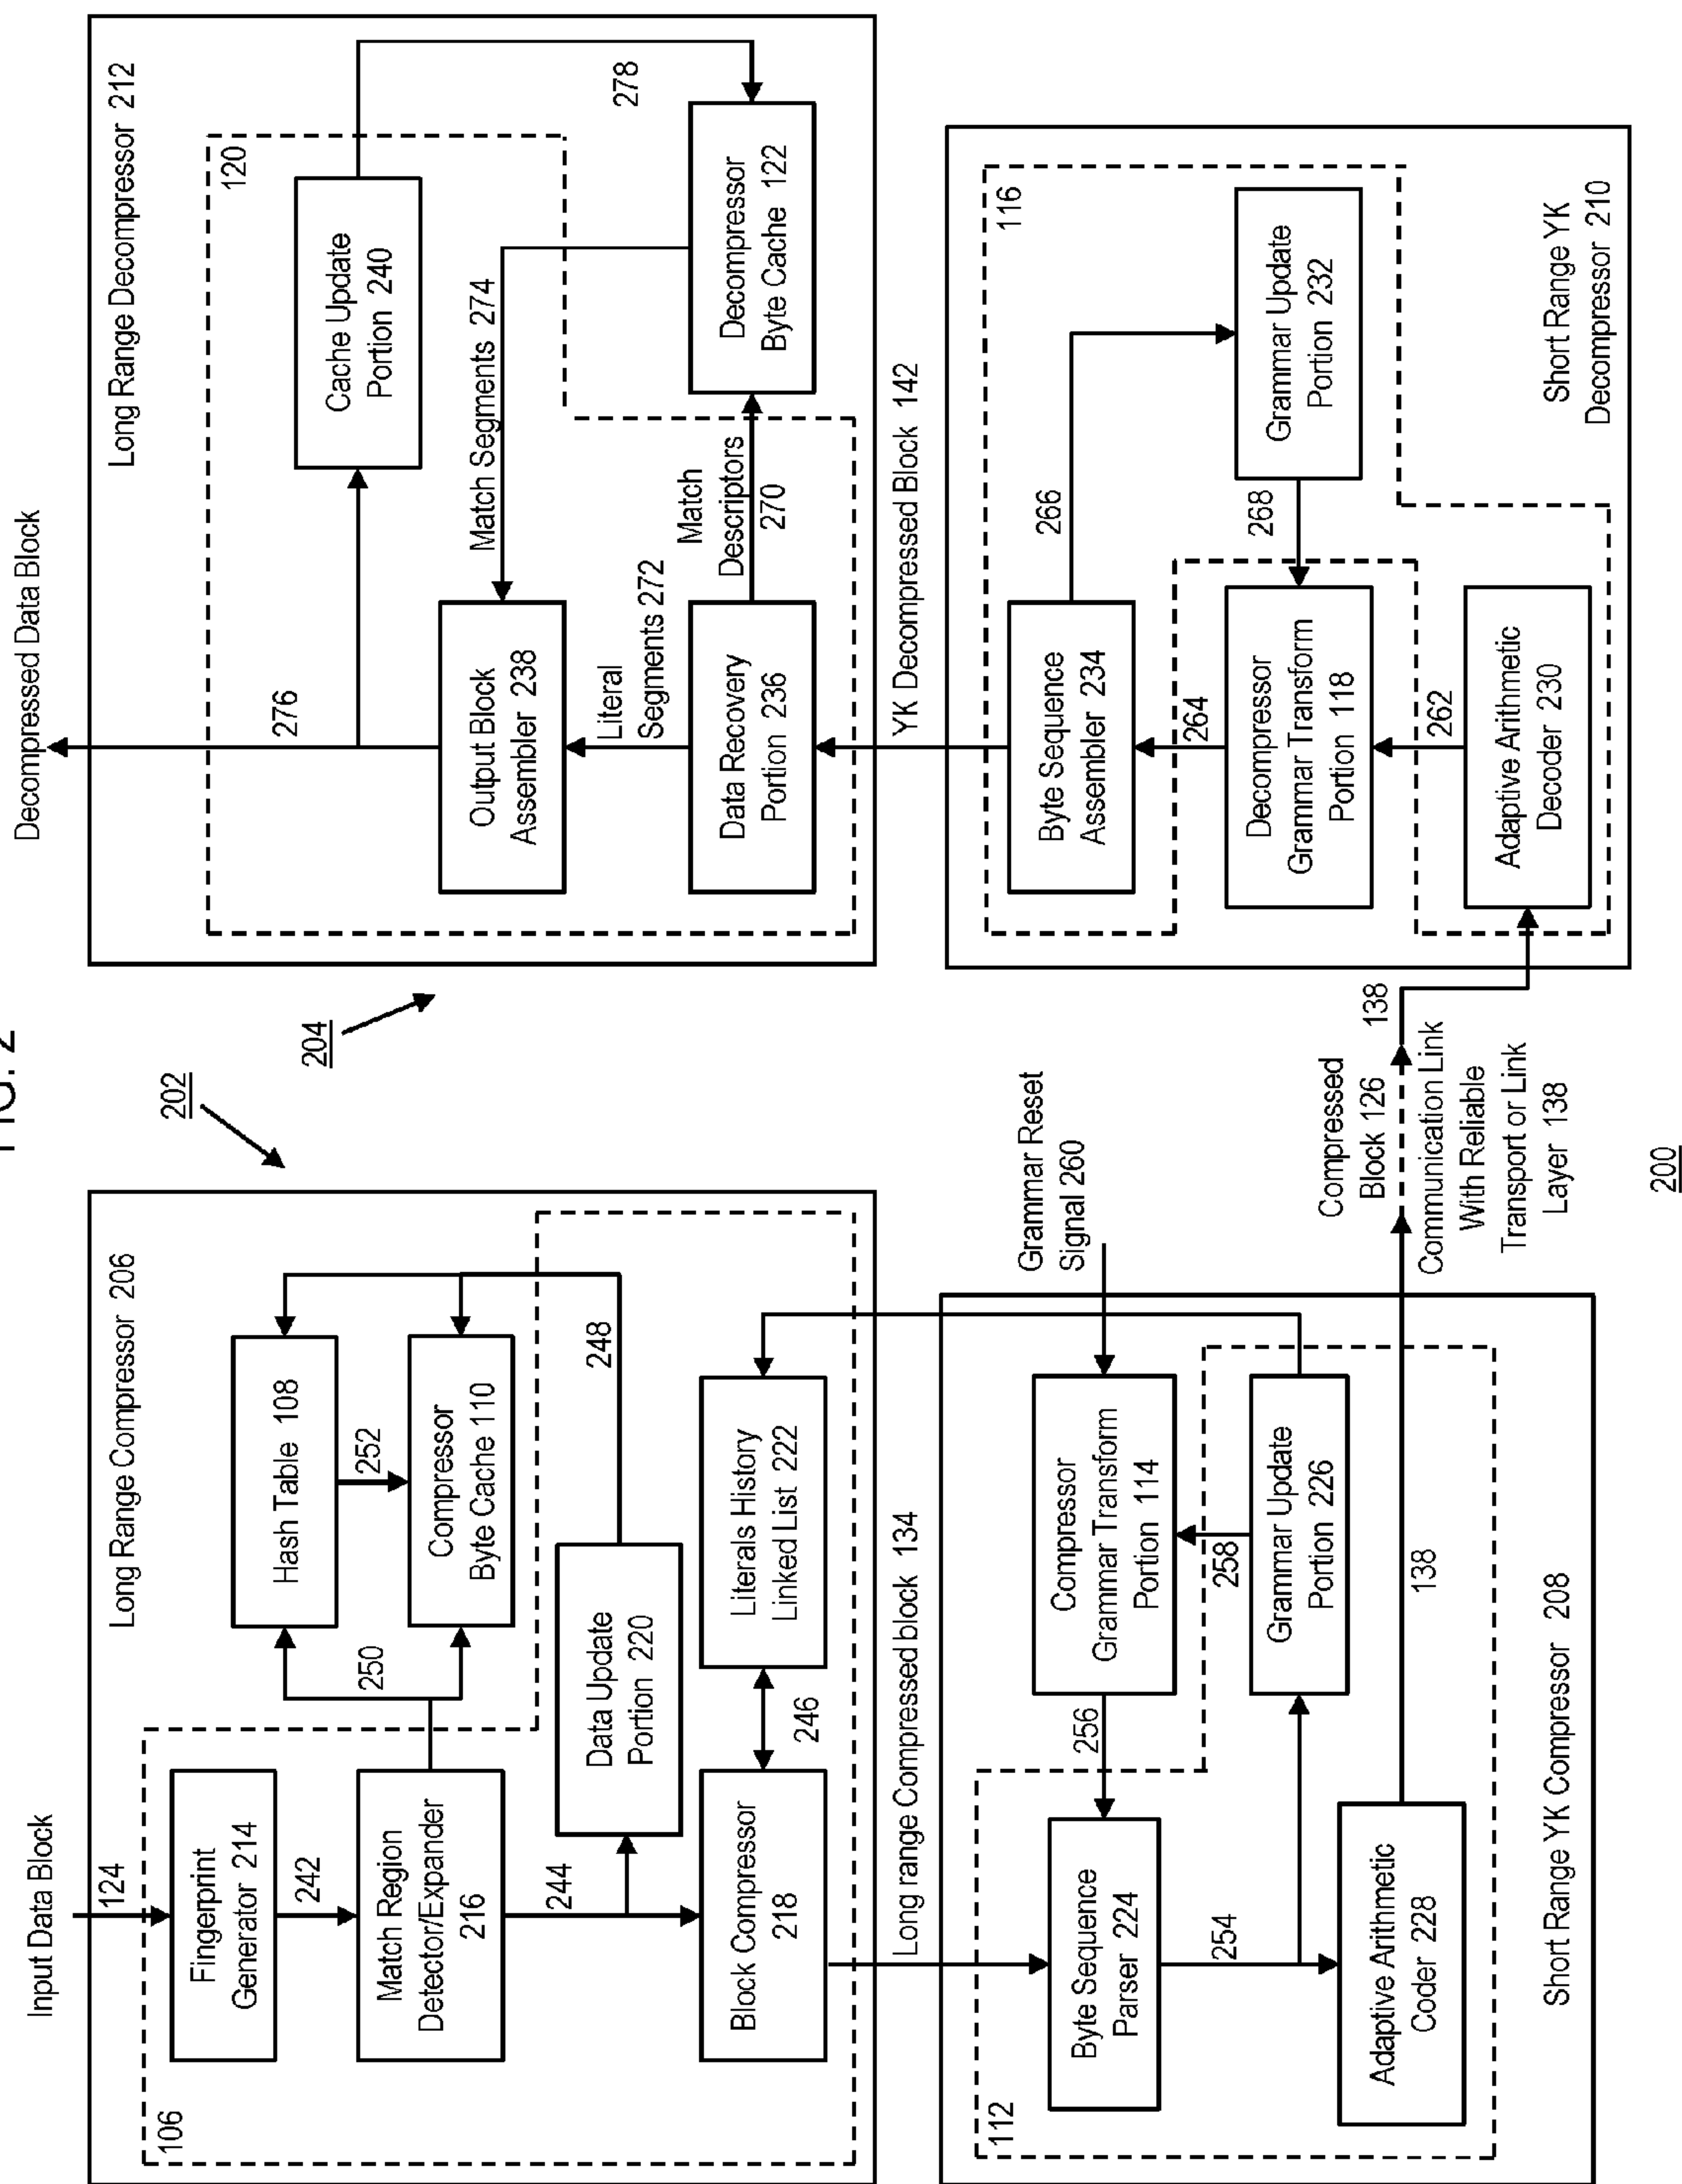 FIG. 2
Input Data Block
124
Long Range Compressor 206
106
Fingerprint
Generator 214
242
Match Region
Detector/Expander
216
250
Hash Table 108
252
Compressor
Byte Cache 110
244
Data Update
Portion 220
248
Block Compressor
218
246
Literals History
Linked List 222
202
Long range Compressed block 134
112
Byte Sequence
Parser 224
256
Compressor
Grammar Transform
Portion 114
Grammar Reset
Signal 260
254
258
Grammar Update
Portion 226
Adaptive Arithmetic
Coder 228
138
Short Range YK Compressor 208
Compressed
Block 126
138
Communication Link
With Reliable
Transport or Link
Layer 138
200
Decompressed Data Block
204
Long Range Decompressor 212
120
276
Cache Update
Portion 240
278
Output Block
Assembler 238
Match Segments 274
Literal
Segments 272
Match
Descriptors
270
Data Recovery
Portion 236
Decompressor
Byte Cache 122
YK Decompressed Block 142
116
Byte Sequence
Assembler 234
266
264
Decompressor
Grammar Transform
Portion 118
268
Grammar Update
Portion 232
262
Adaptive Arithmetic
Decoder 230
Short Range YK
Decompressor 210